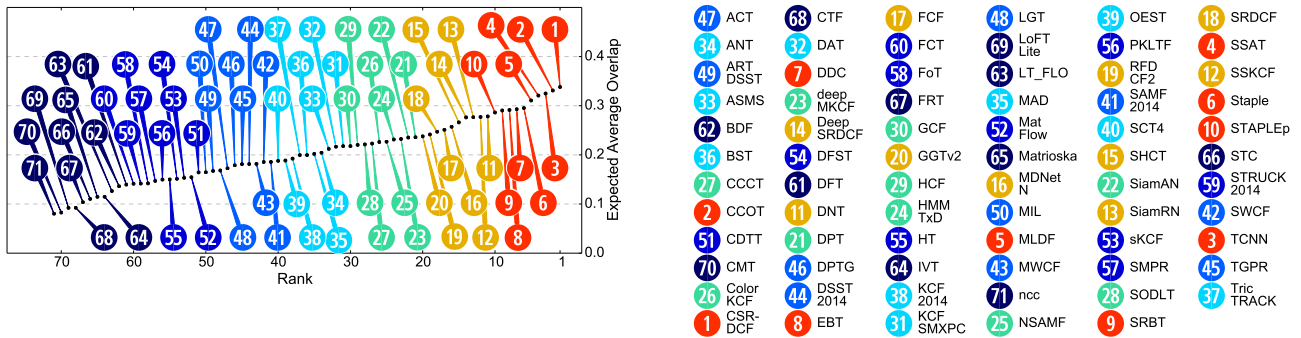 47 44 37 32 29 22 15 13 4 2 1
63 61 58 54 50 46 42 36 31 26 21 14 10 5
69 65 60 57 53 49 45 40 33 30 24 18
70 66 62 59 56 51
71 67 17 11 7 3
43 39 34 28 25 20 16 9 6
68 64 55 52 48 41 38 35 27 23 19 12 8
0.4
0.3
0.2
0.1
0.0
Expected Average Overlap
70 60 50 40 30 20 10 1
Rank
47 ACT
34 ANT
49 ART
DSST
33 ASMS
62 BDF
36 BST
27 CCCT
2 CCOT
51 CDTT
70 CMT
26 Color
KCF
1 CSR-
DCF
68 CTF
32 DAT
7 DDC
23 deep
MKCF
14 Deep
SRDCF
54 DFST
61 DFT
11 DNT
21 DPT
46 DPTG
44 DSST
2014
8 EBT
17 FCF
60 FCT
58 FoT
67 FRT
30 GCF
20 GGTv2
29 HCF
24 HMM
TxD
55 HT
64 IVT
38 KCF
2014
31 KCF
SMXPC
48 LGT
69 LoFT
Lite
63 LT_FLO
35 MAD
52 Mat
Flow
65 Matrioska
16 MDNet
N
50 MIL
5 MLDF
43 MWCF
71 ncc
25 NSAMF
39 OEST
56 PKLTF
19 RFD
CF2
41 SAMF
2014
40 SCT4
15 SHCT
22 SiamAN
13 SiamRN
53 sKCF
57 SMPR
28 SODLT
9 SRBT
18 SRDCF
4 SSAT
12 SSKCF
6 Staple
10 STAPLEp
66 STC
59 STRUCK
2014
42 SWCF
3 TCNN
45 TGPR
37 Tric
TRACK